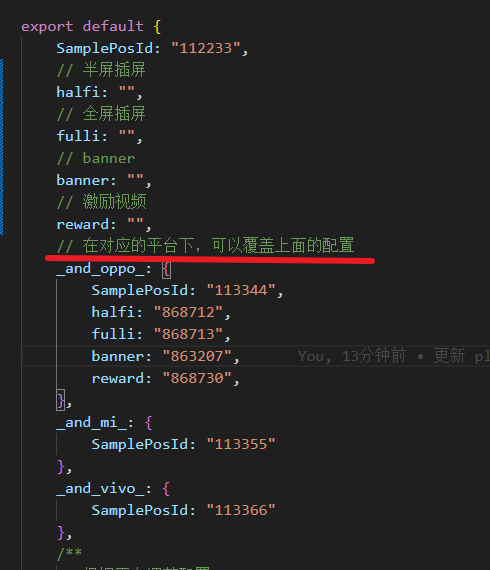 export default {
SamplePosId: "112233",
// 半屏插屏
halfi: "",
// 全屏插屏
fulli: "",
// banner
banner: "",
// 激励视频
reward: "",
// 在对应的平台下, 可以覆盖上面的配置
_and_oppo_: {
SamplePosId: "113344",
halfi: "868712",
fulli: "868713",
banner: "863207", You, 13分钟前 • 更新 pl
reward: "868730",
},
_and_mi_: {
SamplePosId: "113355"
},
_and_vivo_: {
SamplePosId: "113366"
},
/**